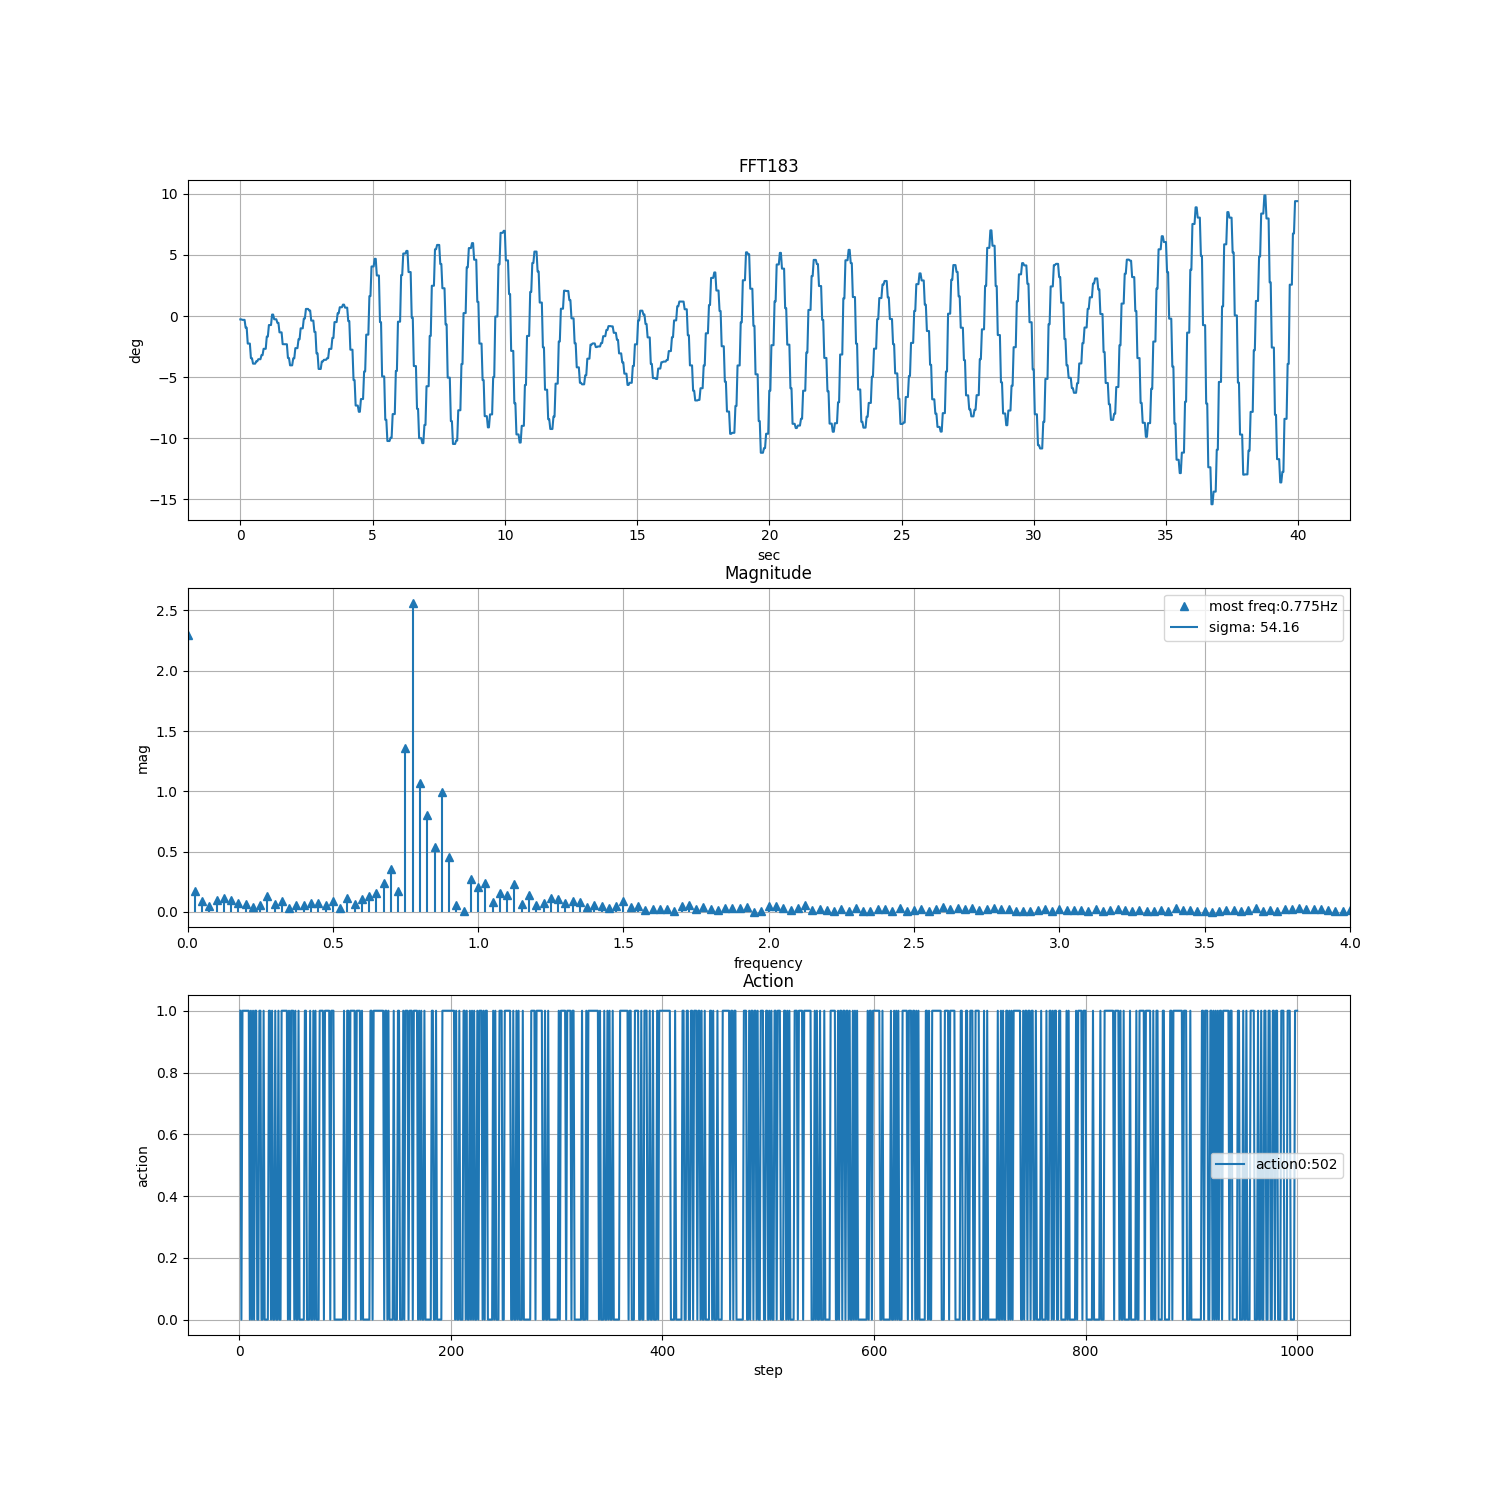 FFT183
10
5
0
−5
−10
−15
deg
0 5 10 15 20 25 30 35 40
sec
Magnitude
most freq:0.775Hz
sigma: 54.16
2.5
2.0
1.5
1.0
0.5
0.0
mag
0.0 0.5 1.0 1.5 2.0 2.5 3.0 3.5 4.0
frequency
Action
1.0
0.8
0.6
0.4
0.2
0.0
action
action0:502
0 200 400 600 800 1000
step